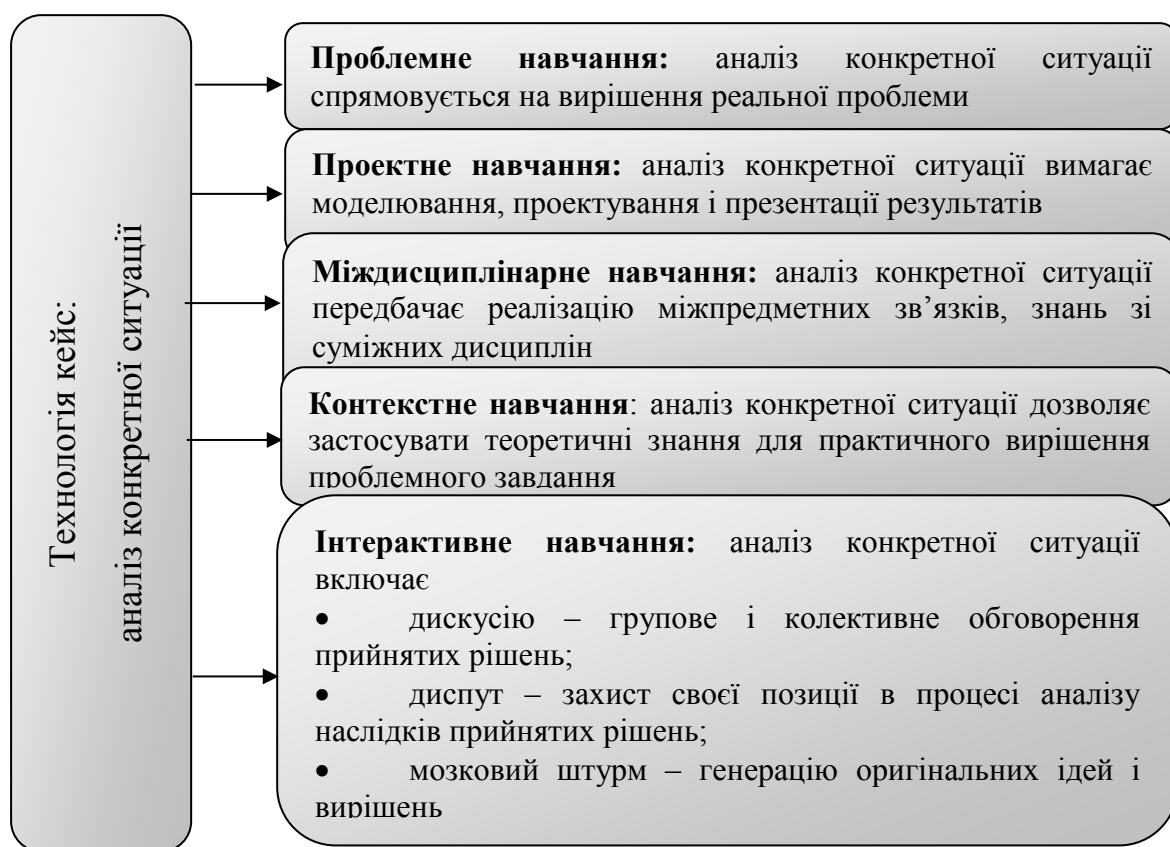 Технологія кейс:
аналіз конкретної ситуації
Проблемне навчання: аналіз конкретної ситуації
спрямовується на вирішення реальної проблеми
Проектне навчання: аналіз конкретної ситуації вимагає
моделювання, проектування і презентації результатів
Міждисциплінарне навчання: аналіз конкретної ситуації
передбачає реалізацію міжпредметних зв’язків, знань зі
суміжних дисциплін
Контекстне навчання: аналіз конкретної ситуації дозволяє
застосувати теоретичні знання для практичного вирішення
проблемного завдання
Інтерактивне навчання: аналіз конкретної ситуації
включає
• дискусію – групове і колективне обговорення
прийнятих рішень;
• диспут – захист своєї позиції в процесі аналізу
наслідків прийнятих рішень;
• мозковий штурм – генерацію оригінальних ідей і
вирішень